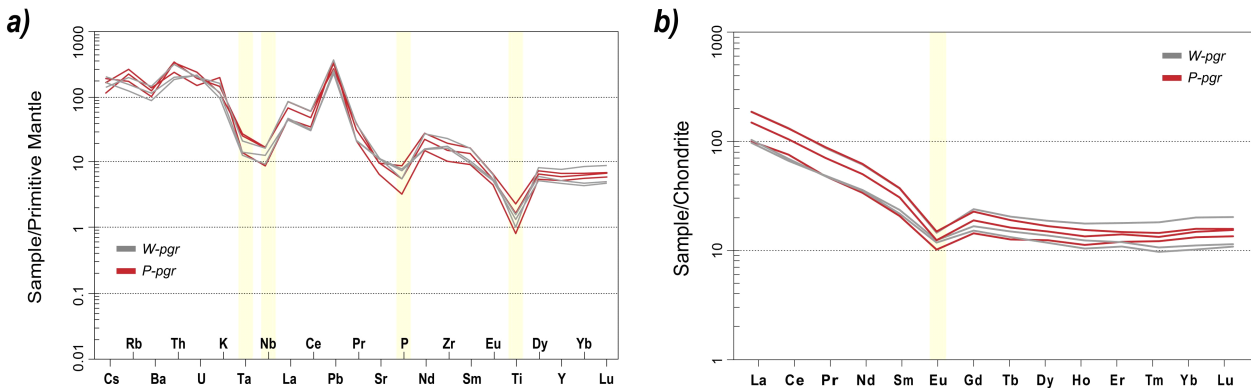 a)
Sample/Primitive Mantle
1000
100
10
1
0.1
0.01
W-pgr
P-pgr
Rb Th K Nb Ce Pr P Zr Eu Dy Yb
Cs Ba U Ta La Pb Sr Nd Sm Ti Y Lu
b)
Sample/Chondrite
1000
100
10
1
W-pgr
P-pgr
La Ce Pr Nd Sm Eu Gd Tb Dy Ho Er Tm Yb Lu